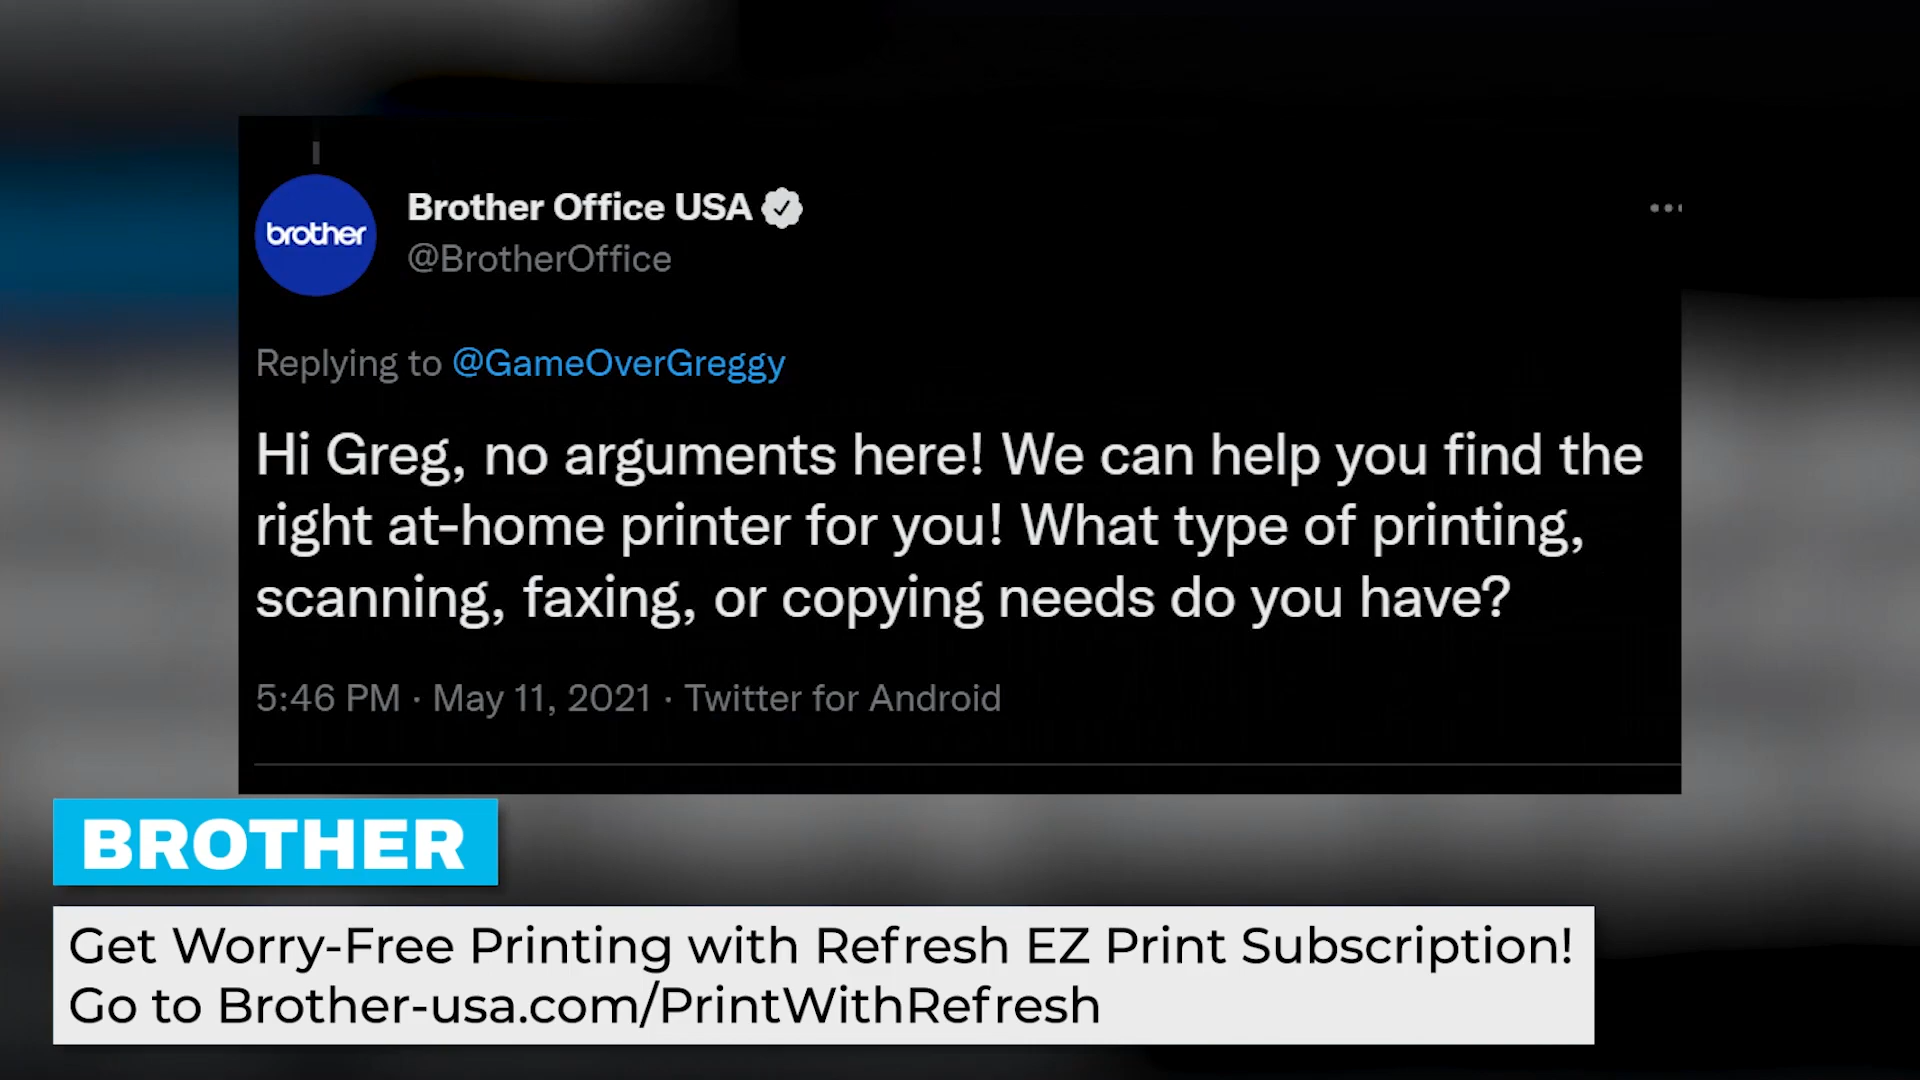 brother
Brother Office USA
@BrotherOffice
Replying to @GameOverGreggy
Hi Greg, no arguments here! We can help you find the
right at-home printer for you! What type of printing,
scanning, faxing, or copying needs do you have?
5:46 PM · May 11, 2021 · Twitter for Android
BROTHER
Get Worry-Free Printing with Refresh EZ Print Subscription!
Go to Brother-usa.com/PrintWithRefresh